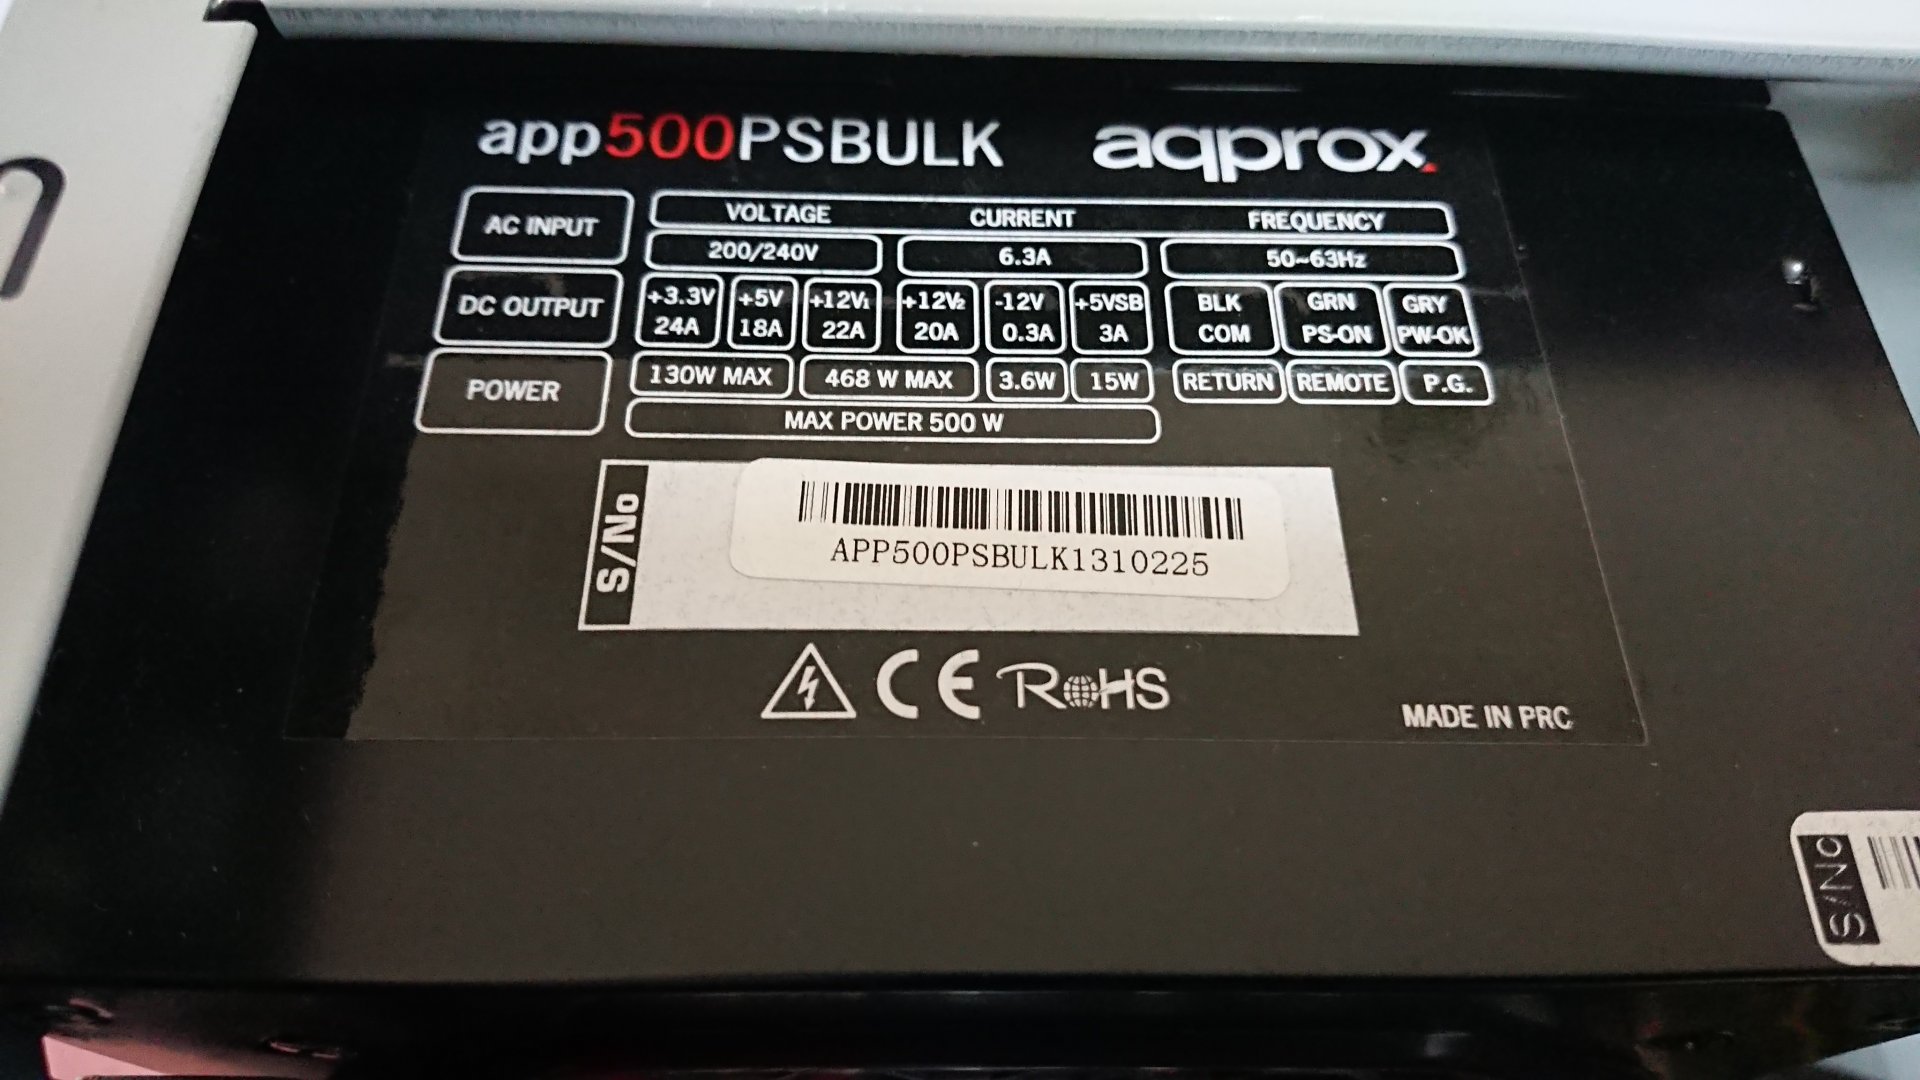 app500PSBULK aqprox.
AC INPUT VOLTAGE CURRENT FREQUENCY
200/240V 6.3A 50~63Hz
DC OUTPUT +3.3V +5V +12V1 +12V2 -12V +5VSB BLK GRN GRY
24A 18A 22A 20A 0.3A 3A COM PS-ON PW-OK
POWER 130W MAX 468 W MAX 3.6W 15W RETURN REMOTE P.G.
MAX POWER 500 W
S/No
APP500PSBULK1310225
CE RoHS
MADE IN PRC
S/NO